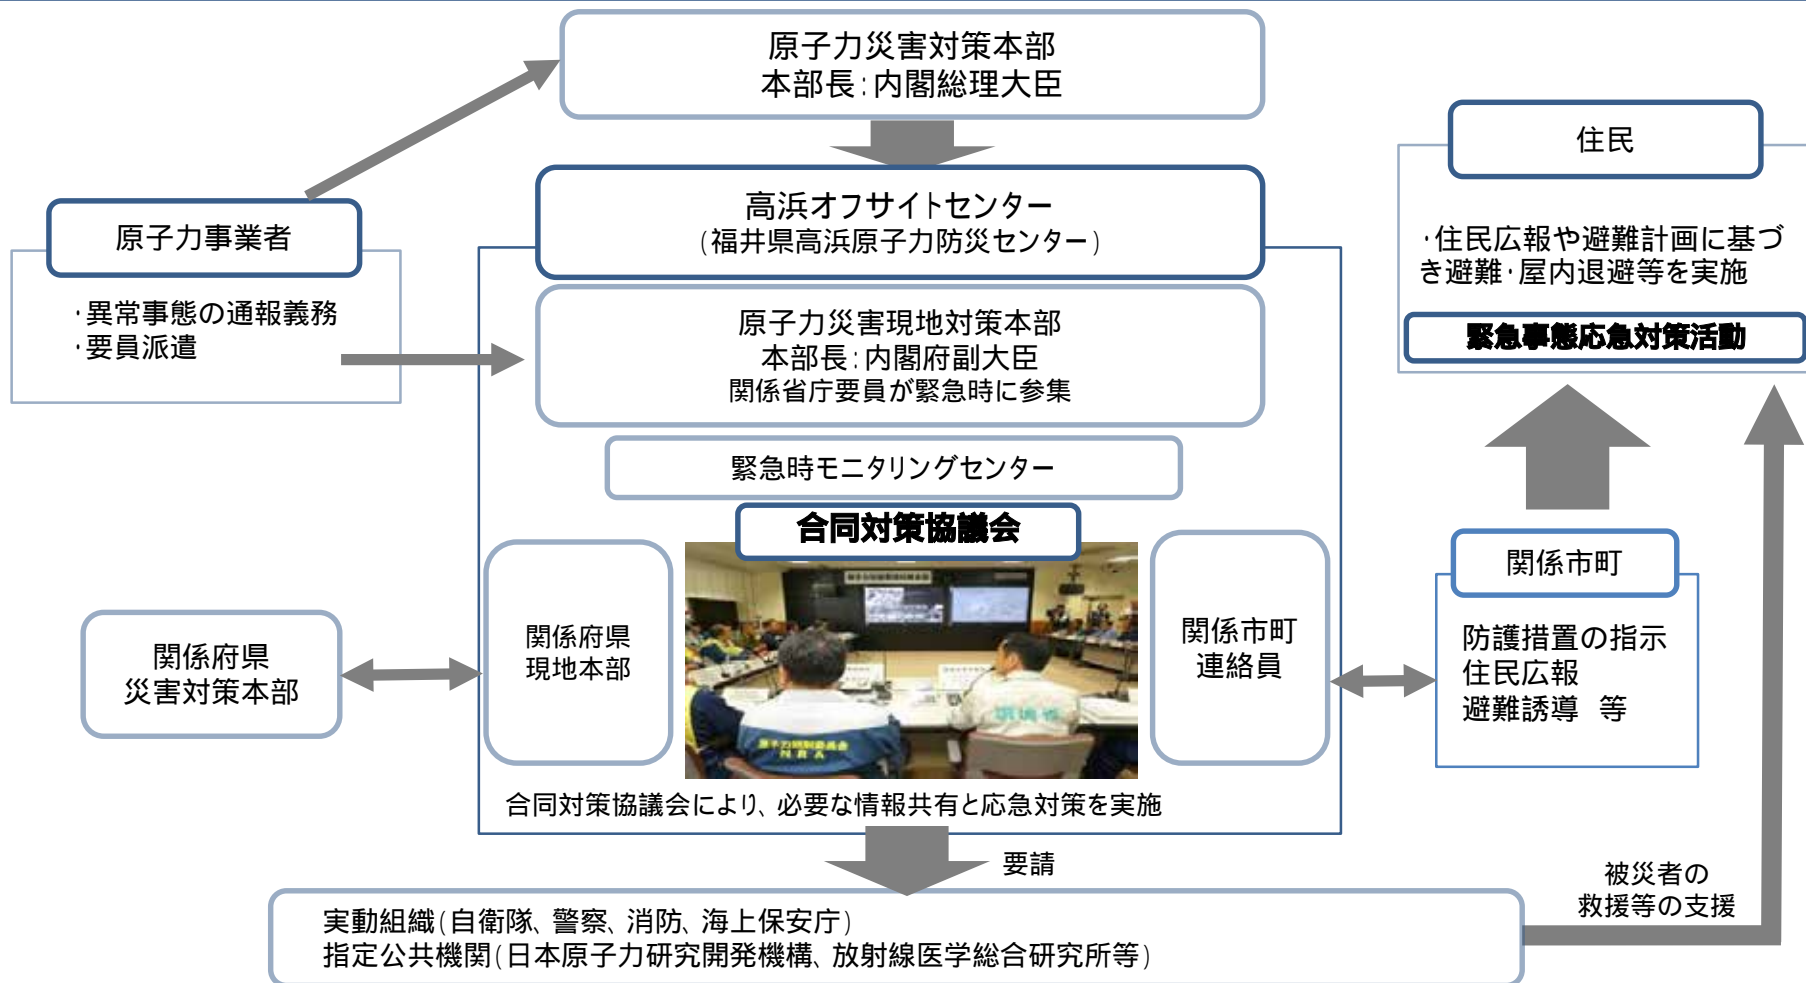 原子力災害対策本部
本部長:内閣総理大臣
住民
・住民広報や避難計画に基づ
き避難・屋内退避等を実施
緊急事態応急対策活動
原子力事業者
・異常事態の通報義務
・要員派遣
高浜オフサイトセンター
(福井県高浜原子力防災センター)
原子力災害現地対策本部
本部長:内閣府副大臣
関係省庁要員が緊急時に参集
緊急時モニタリングセンター
合同対策協議会
関係府県
災害対策本部
関係府県
現地本部
原子力規制委員会
NRA
環境省
関係市町
連絡員
関係市町
防護措置の指示
住民広報
避難誘導 等
合同対策協議会により、必要な情報共有と応急対策を実施
要請
実動組織(自衛隊、警察、消防、海上保安庁)
指定公共機関(日本原子力研究開発機構、放射線医学総合研究所等)
被災者の
救援等の支援